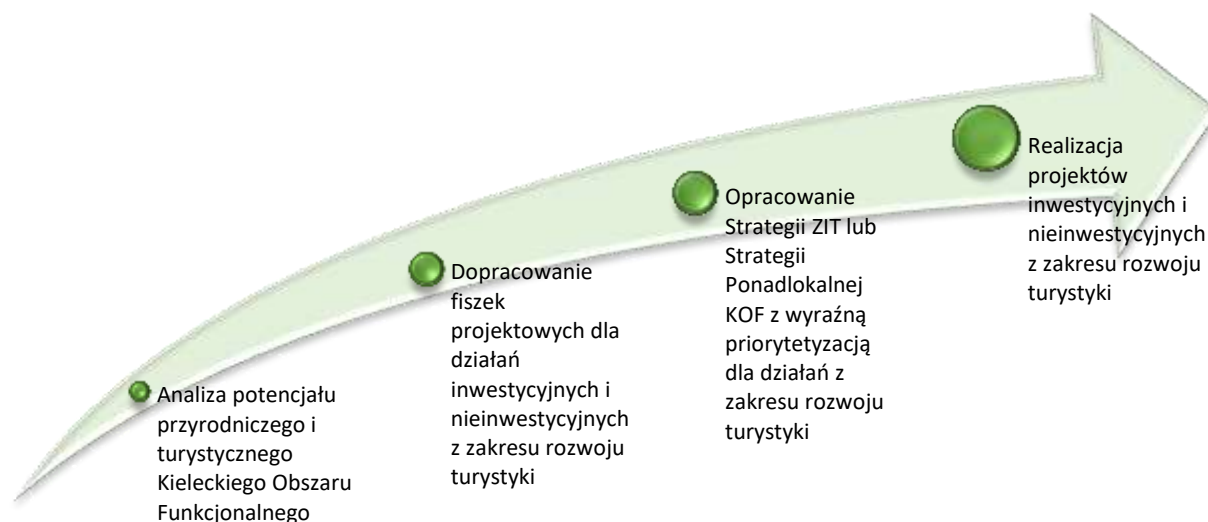 Analiza potencjału
przyrodniczego i
turystycznego
Kieleckiego Obszaru
Funkcjonalnego
Dopracowanie
fiszek
projektowych dla
działań
inwestycyjnych i
nieinwestycyjnych
z zakresu rozwoju
turystyki
Opracowanie
Strategii ZIT lub
Strategii
Ponadlokalnej
KOF z wyraźną
priorytetyzacją
dla działań z
zakresu rozwoju
turystyki
Realizacja
projektów
inwestycyjnych i
nieinwestycyjnych
z zakresu rozwoju
turystyki